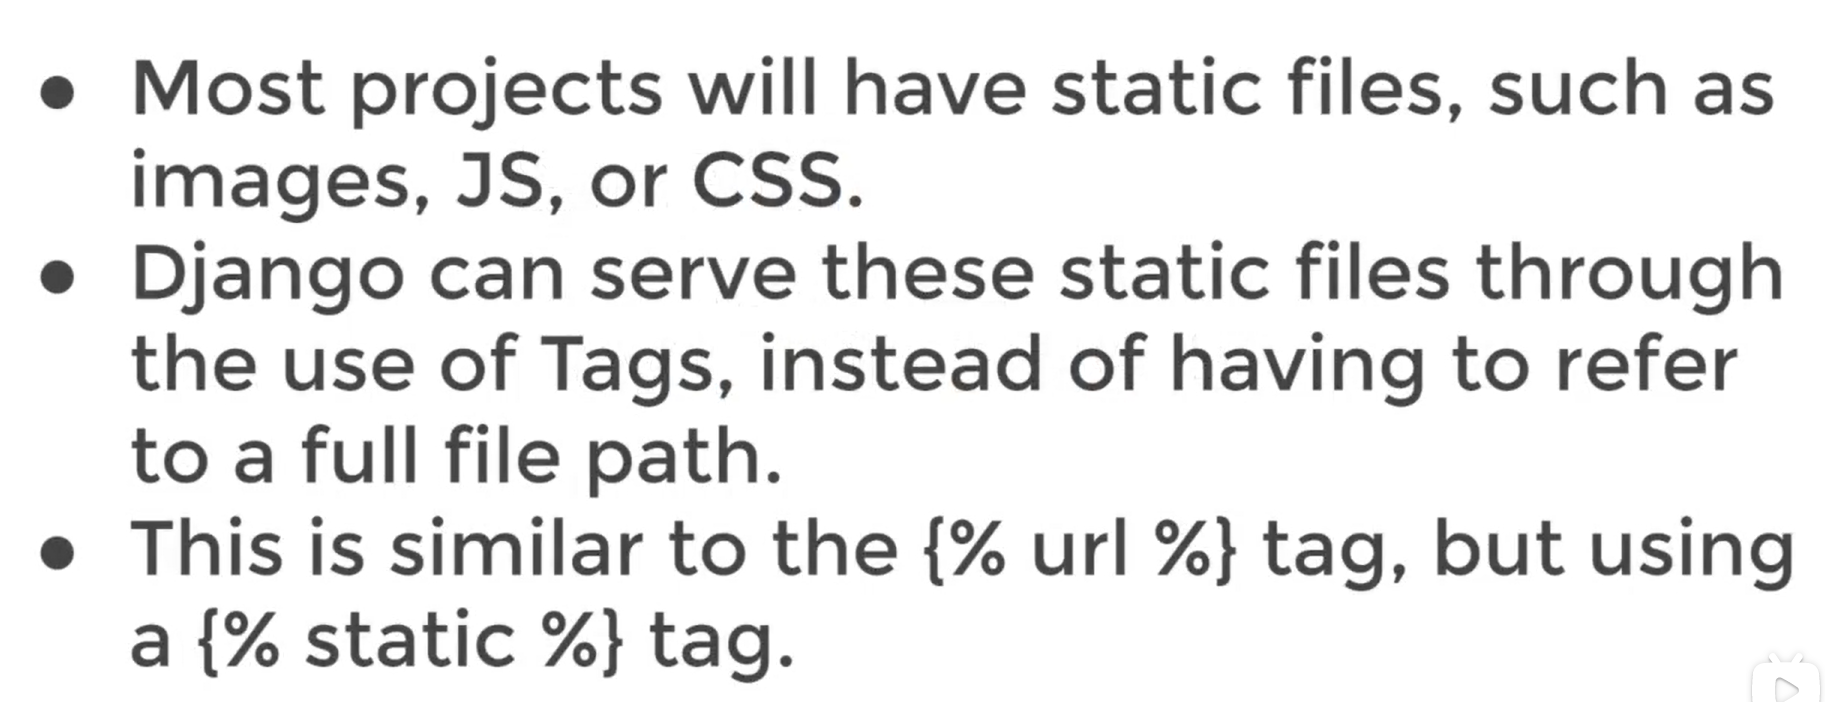 ● Most projects will have static files, such as
images, JS, or CSS.
● Django can serve these static files through
the use of Tags, instead of having to refer
to a full file path.
● This is similar to the {% url %} tag, but using
a {% static %} tag.